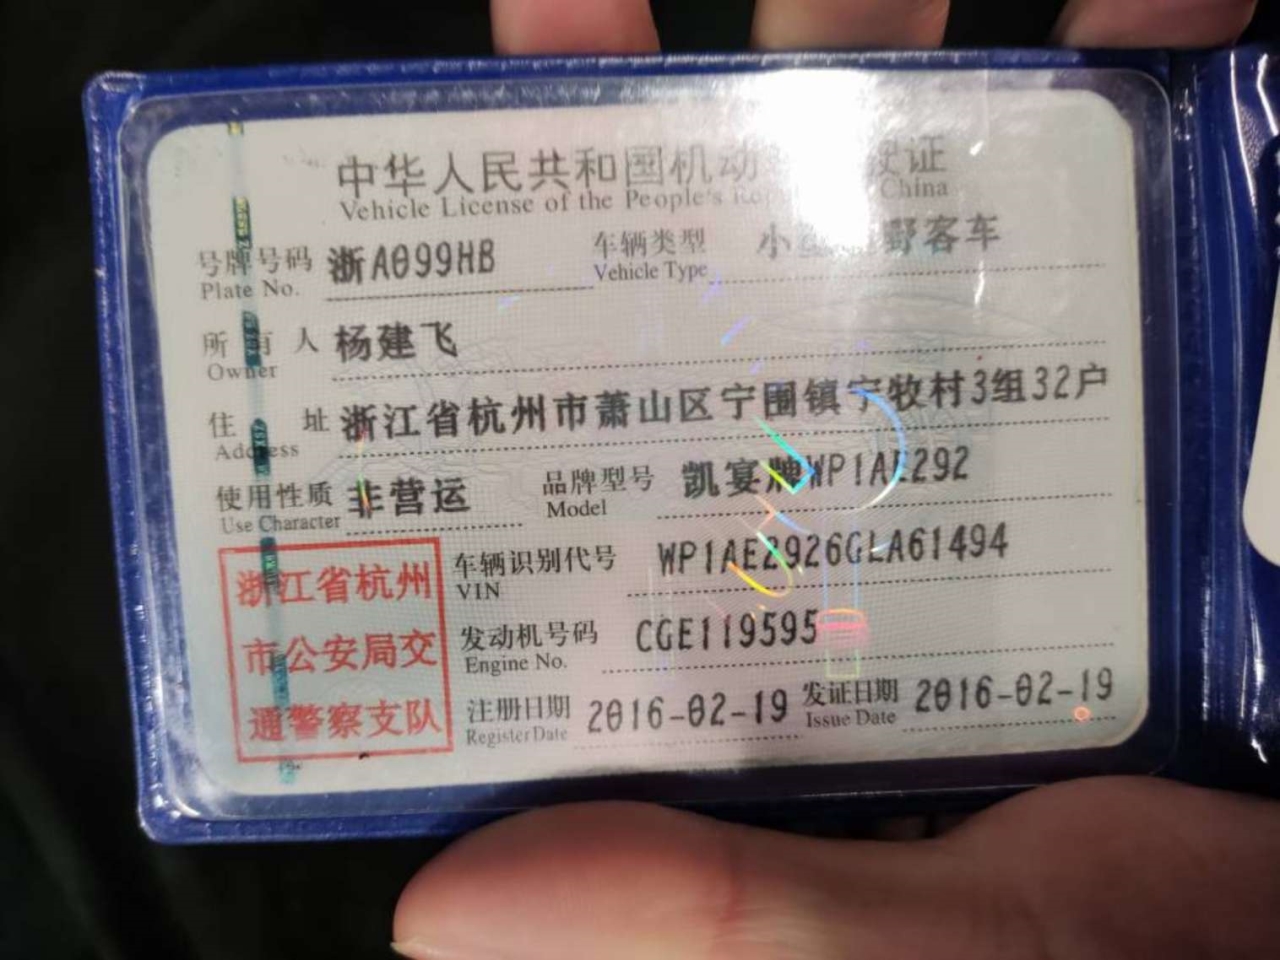 中华人民共和国机动 驶证
Vehicle License of the People's Rep China
号牌号码 浙A099HB 车辆类型 小 野客车
Plate No. Vehicle Type
所有人 杨建飞
Owner
住址 浙江省杭州市萧山区宁围镇宁牧村3组32户
Address
使用性质 非营运 品牌型号 凯宴牌WP1AE292
Use Character Model
浙江省杭州
市公安局交
通警察支队
车辆识别代号 WP1AE2926GLA61494
VIN
发动机号码 CGE119595
Engine No.
注册日期 2016-02-19 发证日期 2016-02-19
Register Date Issue Date